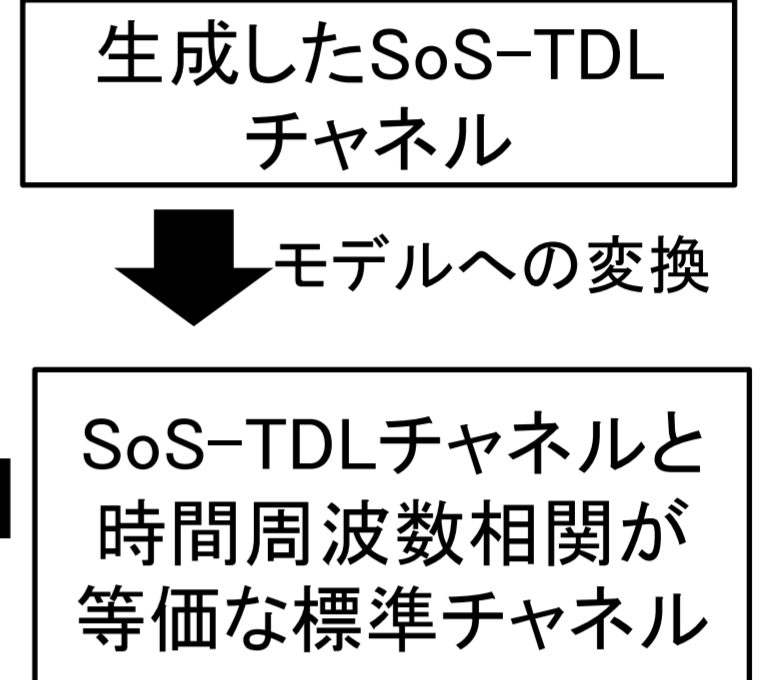 生成したSoS-TDL
チャネル
モデルへの変換
SoS-TDLチャネルと
時間周波数相関が
等価な標準チャネル